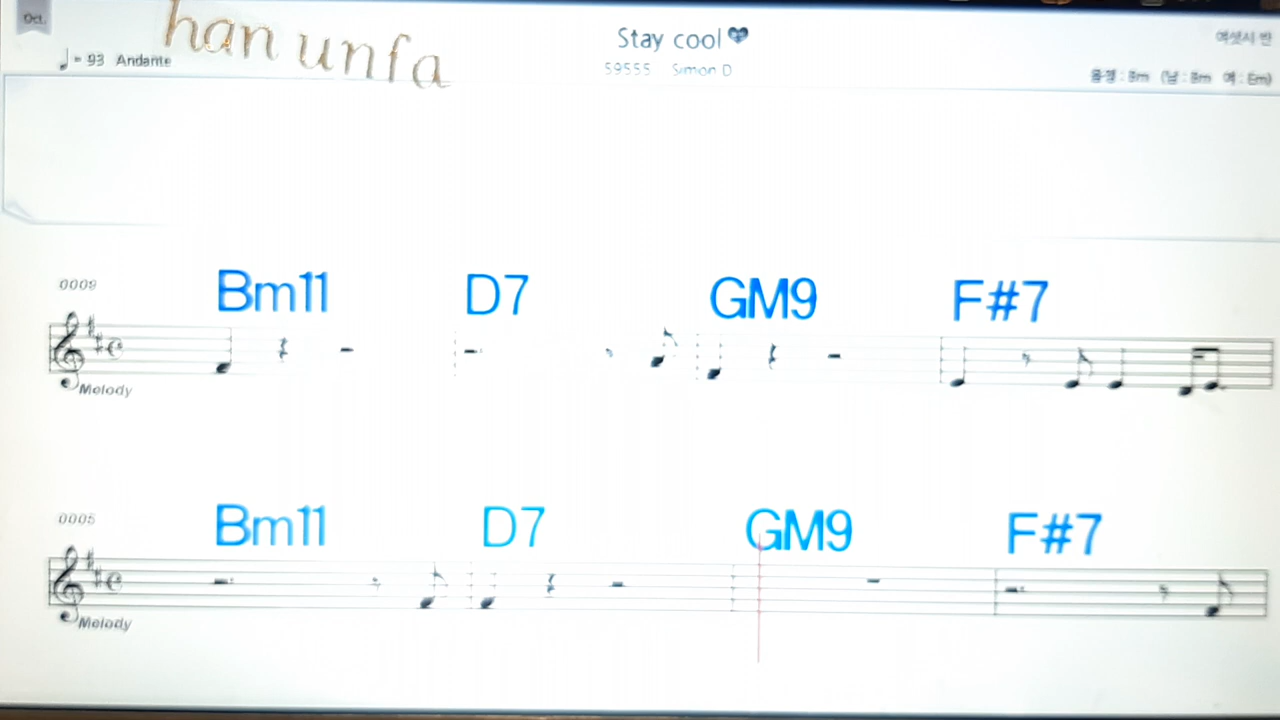 Oct.
han unfa
Stay cool
여섯시 반
= 93 Andante
59555 Simon D
음정 : Bm (남 : Bm 여 : Em)
0009
Bm11 D7 GM9 F#7
Melody
0005
Bm11 D7 GM9 F#7
Melody